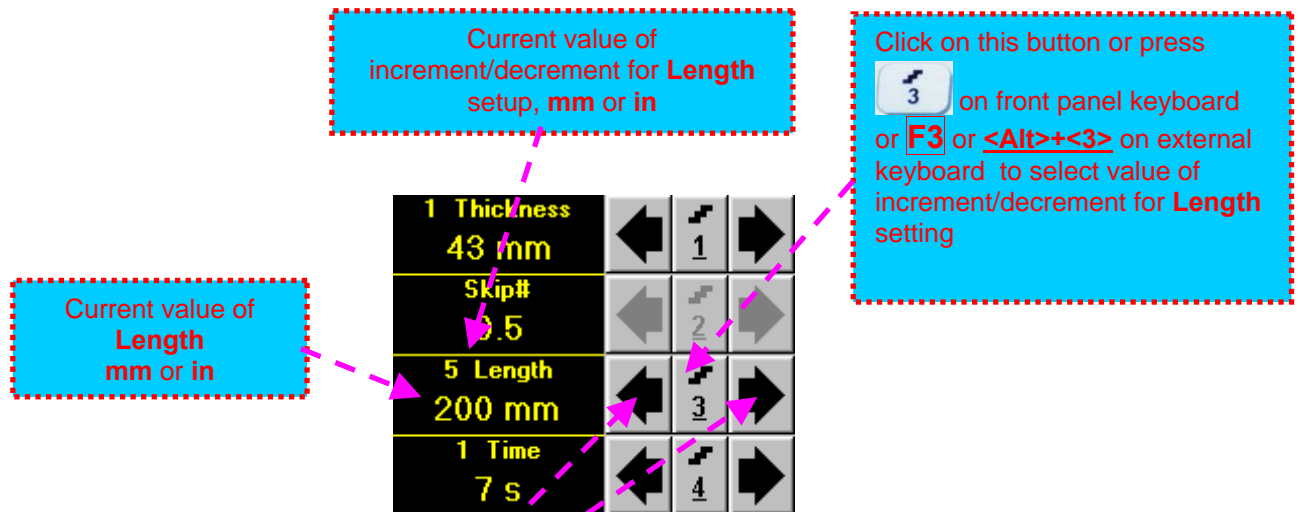 Current value of
increment/decrement for Length
setup, mm or in
Click on this button or press
3 on front panel keyboard
or F3 or <Alt>+<3> on external
keyboard to select value of
increment/decrement for Length
setting
Current value of
Length
mm or in
1 Thickness
43 mm
1
Skip#
2
5 Length
200 mm
3
1 Time
7 s
4